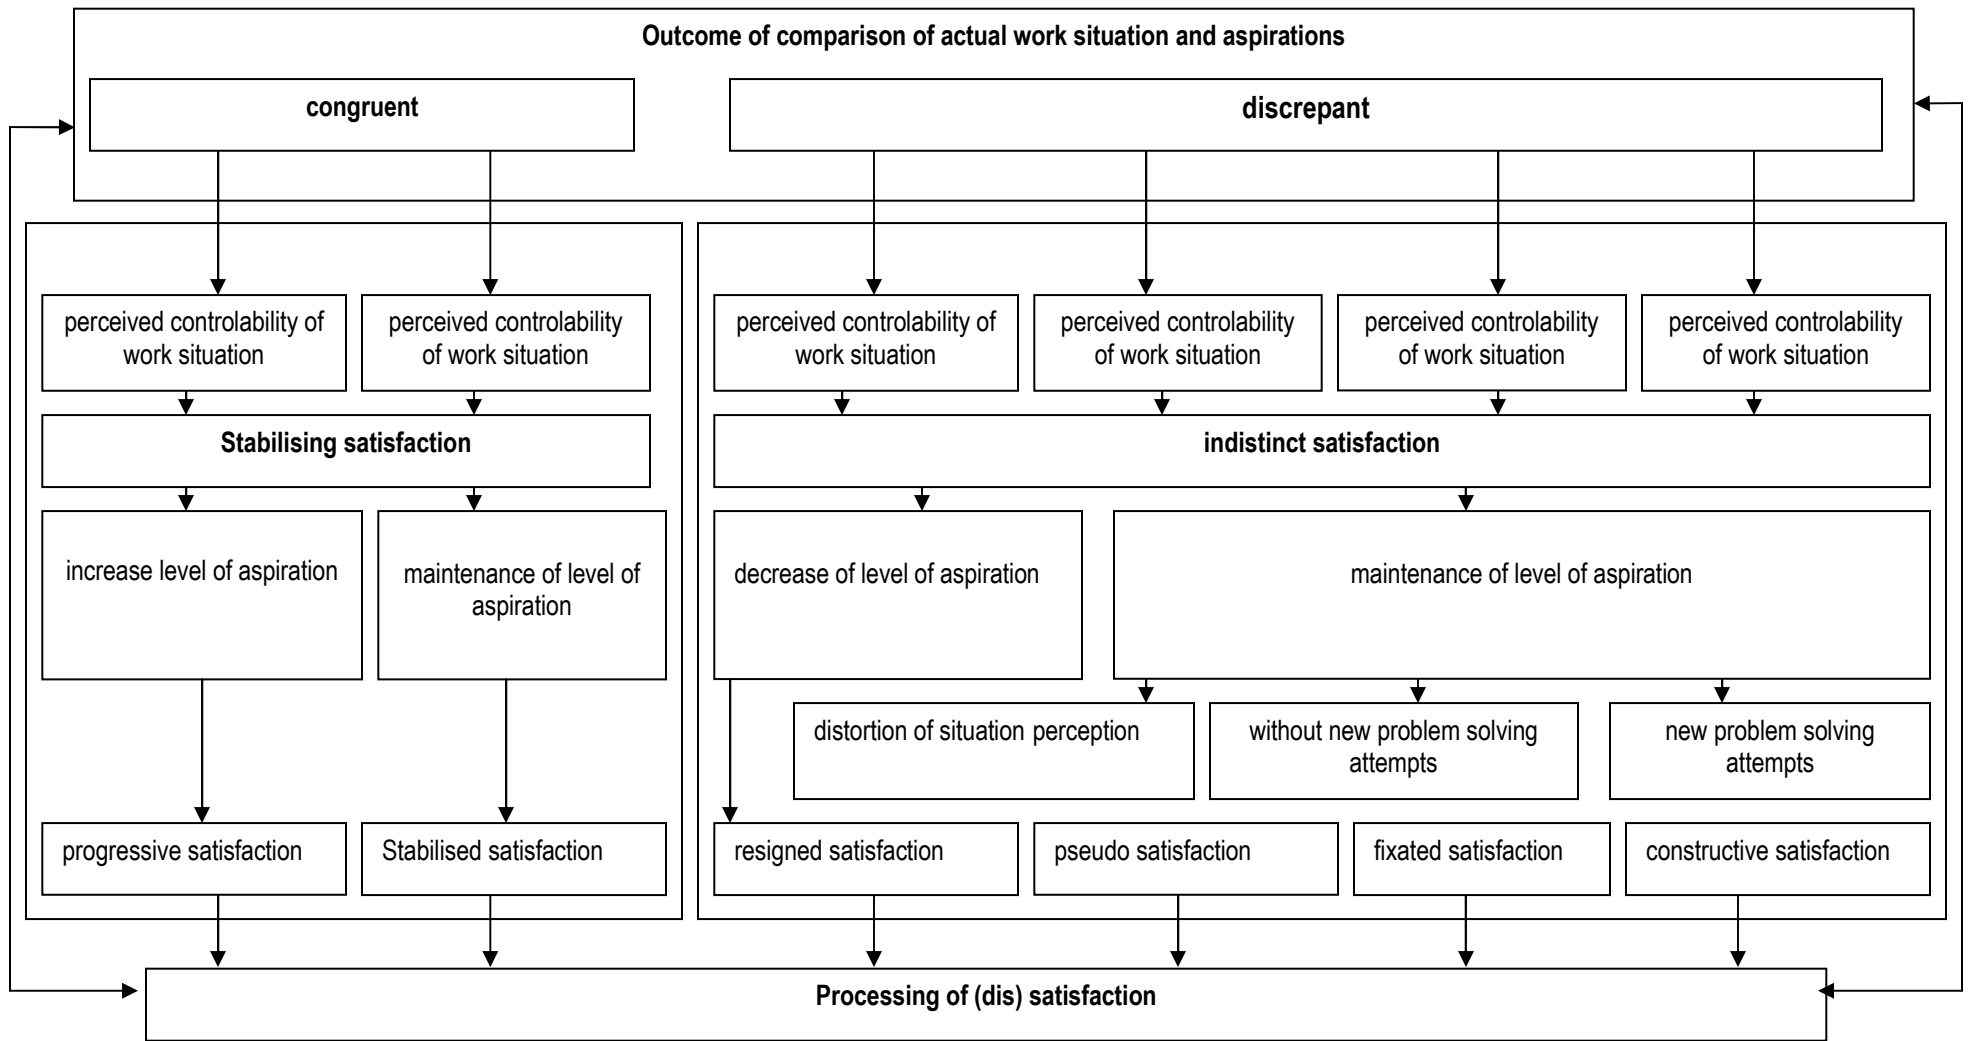 Outcome of comparison of actual work situation and aspirations
congruent
discrepant
perceived controlability of
work situation
perceived controlability
of work situation
perceived controlability of
work situation
perceived controlability
of work situation
perceived controlability
of work situation
perceived controlability
of work situation
Stabilising satisfaction
indistinct satisfaction
increase level of aspiration
maintenance of level of
aspiration
decrease of level of aspiration
maintenance of level of aspiration
distortion of situation perception
without new problem solving
attempts
new problem solving
attempts
progressive satisfaction
Stabilised satisfaction
resigned satisfaction
pseudo satisfaction
fixated satisfaction
constructive satisfaction
Processing of (dis) satisfaction